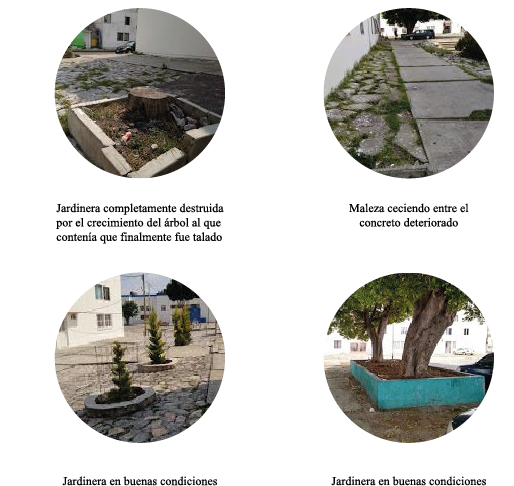 Jardinera completamente destruida
por el crecimiento del árbol al que
contenía que finalmente fue talado
Maleza ceciendo entre el
concreto deteriorado
Jardinera en buenas condiciones
Jardinera en buenas condiciones